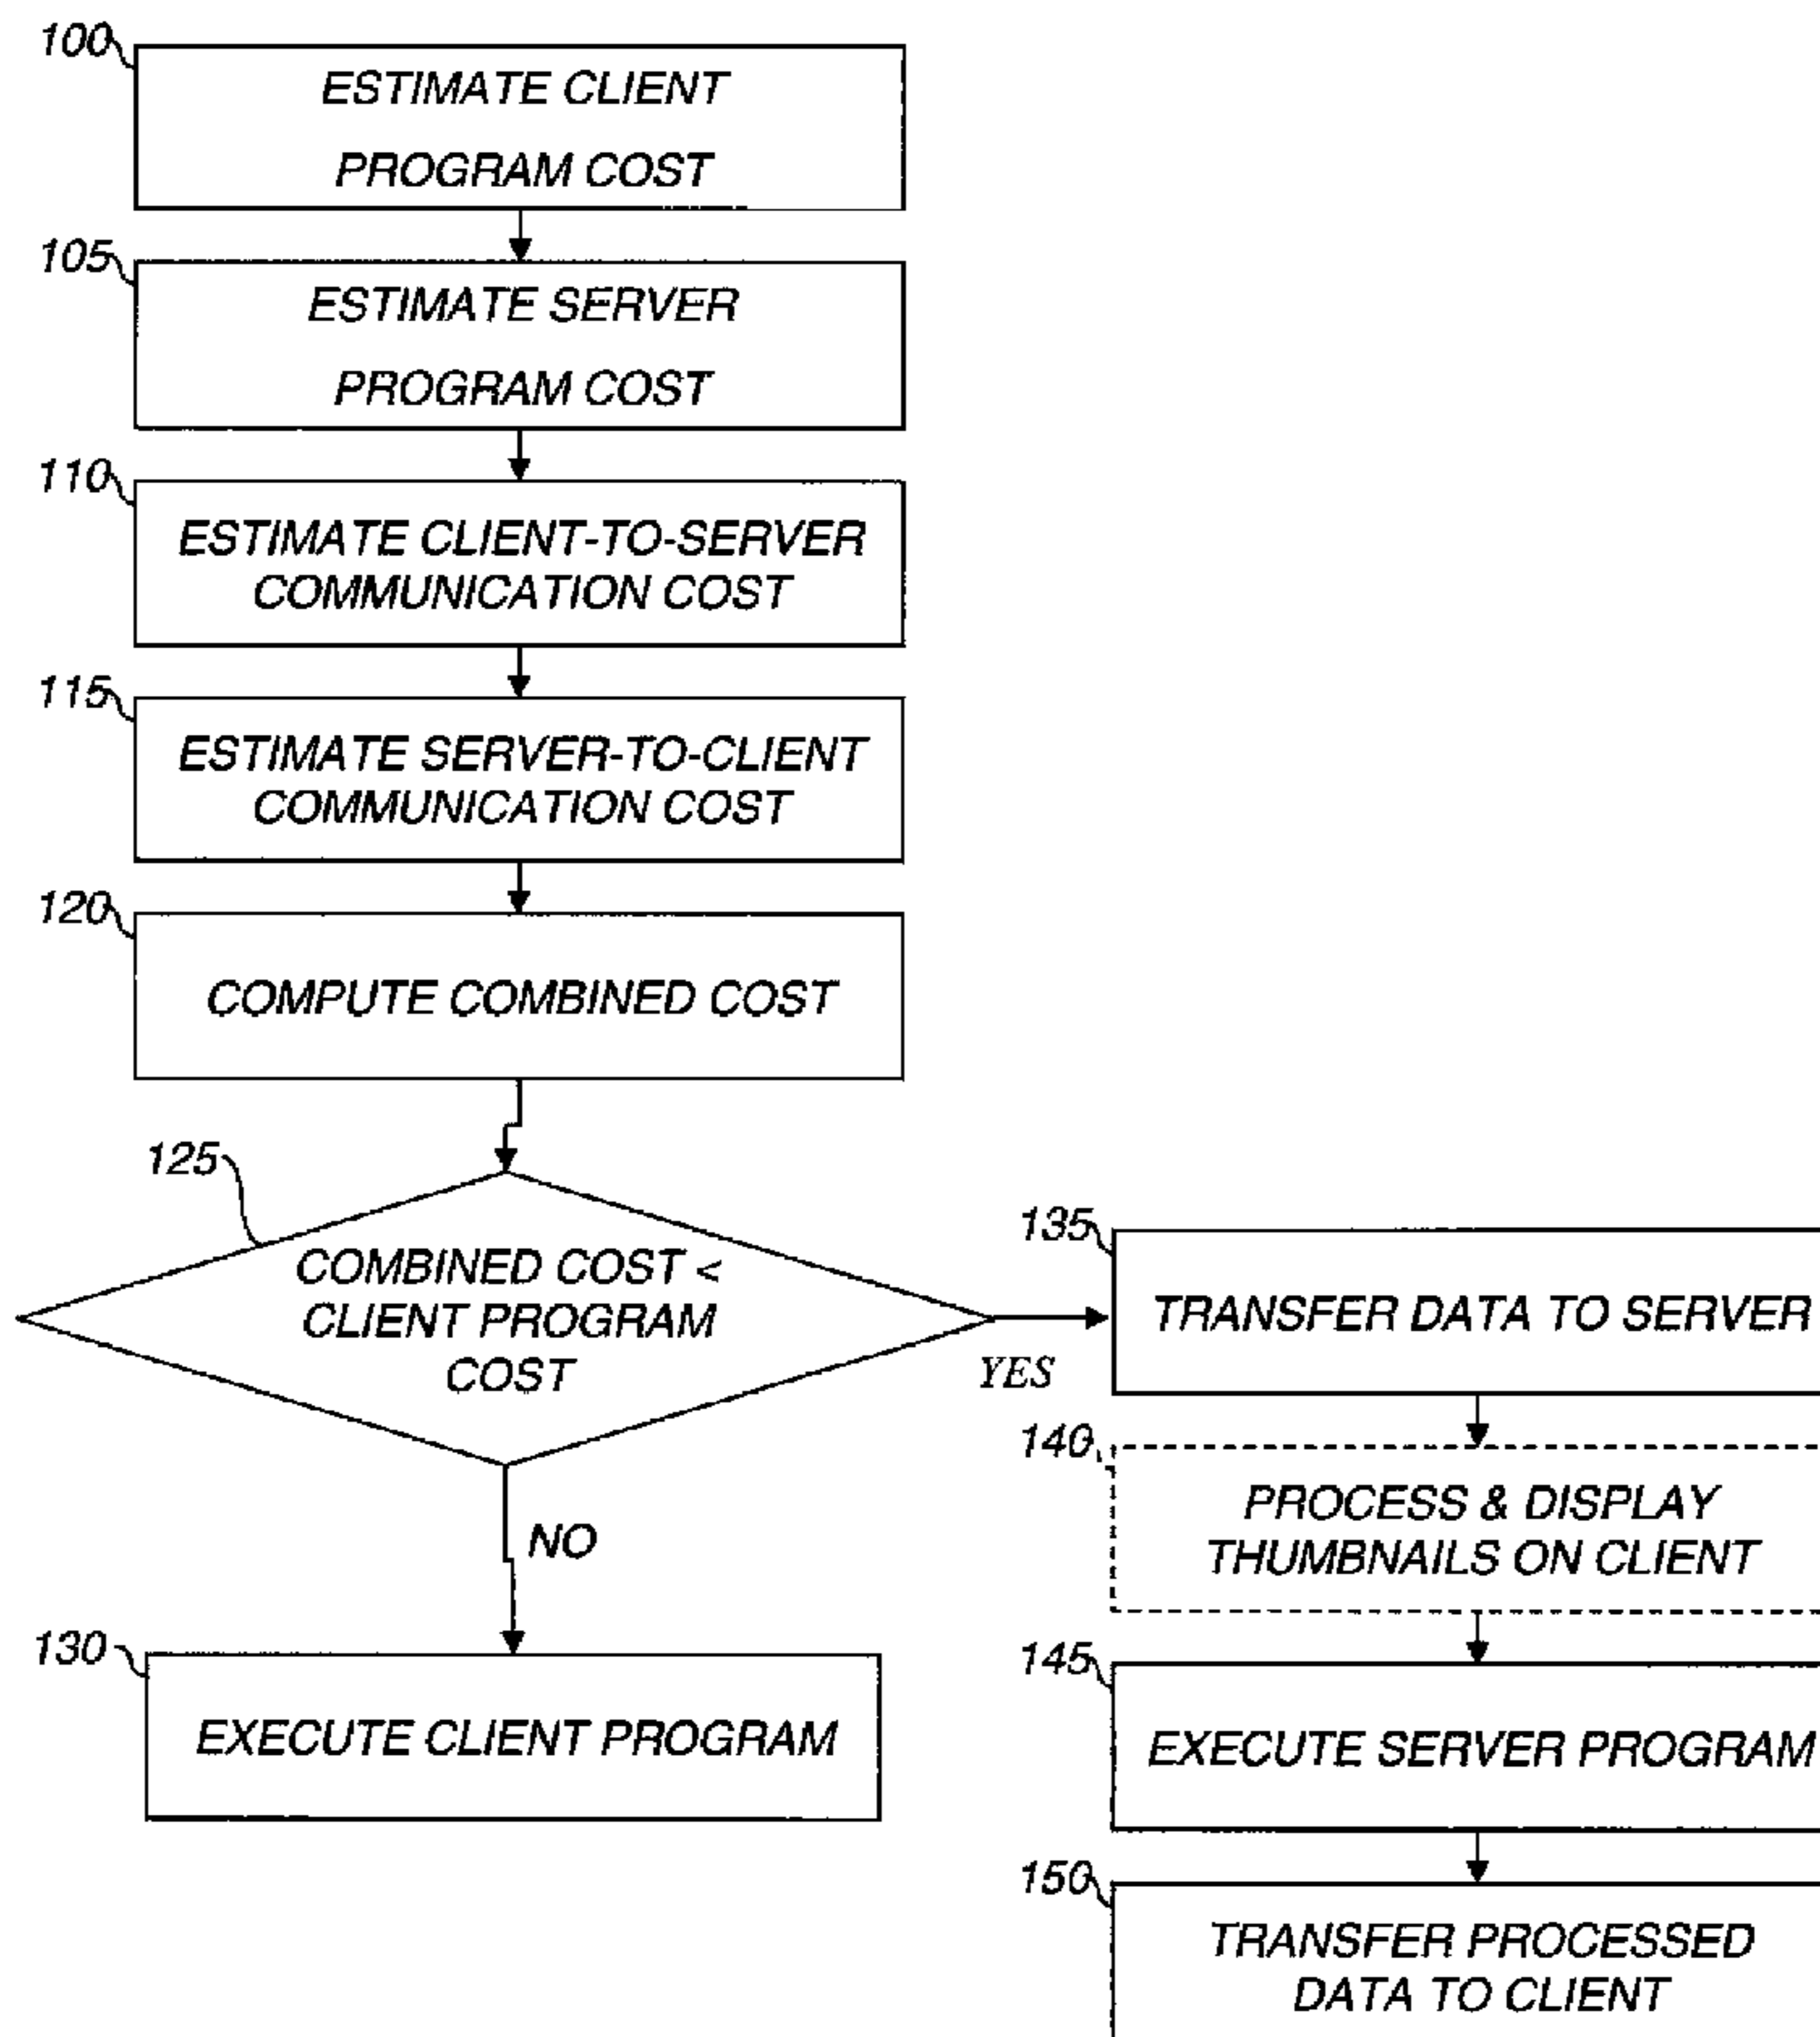 100
ESTIMATE CLIENT
PROGRAM COST
105
ESTIMATE SERVER
PROGRAM COST
110
ESTIMATE CLIENT-TO-SERVER
COMMUNICATION COST
115
ESTIMATE SERVER-TO-CLIENT
COMMUNICATION COST
120
COMPUTE COMBINED COST
125
COMBINED COST <
CLIENT PROGRAM
COST
YES
NO
130
EXECUTE CLIENT PROGRAM
135
TRANSFER DATA TO SERVER
140
PROCESS & DISPLAY
THUMBNAILS ON CLIENT
145
EXECUTE SERVER PROGRAM
150
TRANSFER PROCESSED
DATA TO CLIENT